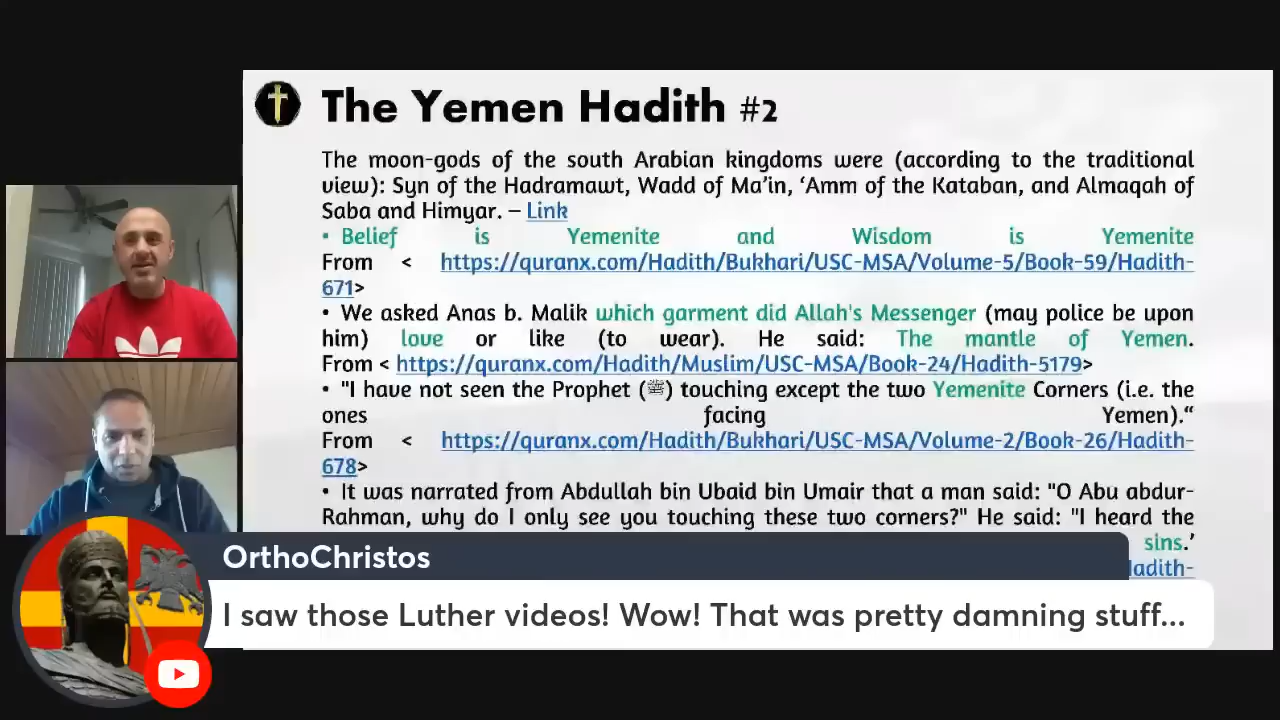 The Yemen Hadith #2
The moon-gods of the south Arabian kingdoms were (according to the traditional
view): Syn of the Hadramawt, Wadd of Ma’in, ‘Amm of the Kataban, and Almaqah of
Saba and Himyar. – Link
• Belief is Yemenite and Wisdom is Yemenite
From < https://quranx.com/Hadith/Bukhari/USC-MSA/Volume-5/Book-59/Hadith-
671>
• We asked Anas b. Malik which garment did Allah's Messenger (may police be upon
him) love or like (to wear). He said: The mantle of Yemen.
From < https://quranx.com/Hadith/Muslim/USC-MSA/Book-24/Hadith-5179>
• "I have not seen the Prophet (ﷺ) touching except the two Yemenite Corners (i.e. the
ones facing Yemen).“
From < https://quranx.com/Hadith/Bukhari/USC-MSA/Volume-2/Book-26/Hadith-
678>
• It was narrated from Abdullah bin Ubaid bin Umair that a man said: "O Abu abdur-
Rahman, why do I only see you touching these two corners?" He said: "I heard the
sins.’
Hadith-
OrthoChristos
I saw those Luther videos! Wow! That was pretty damning stuff...